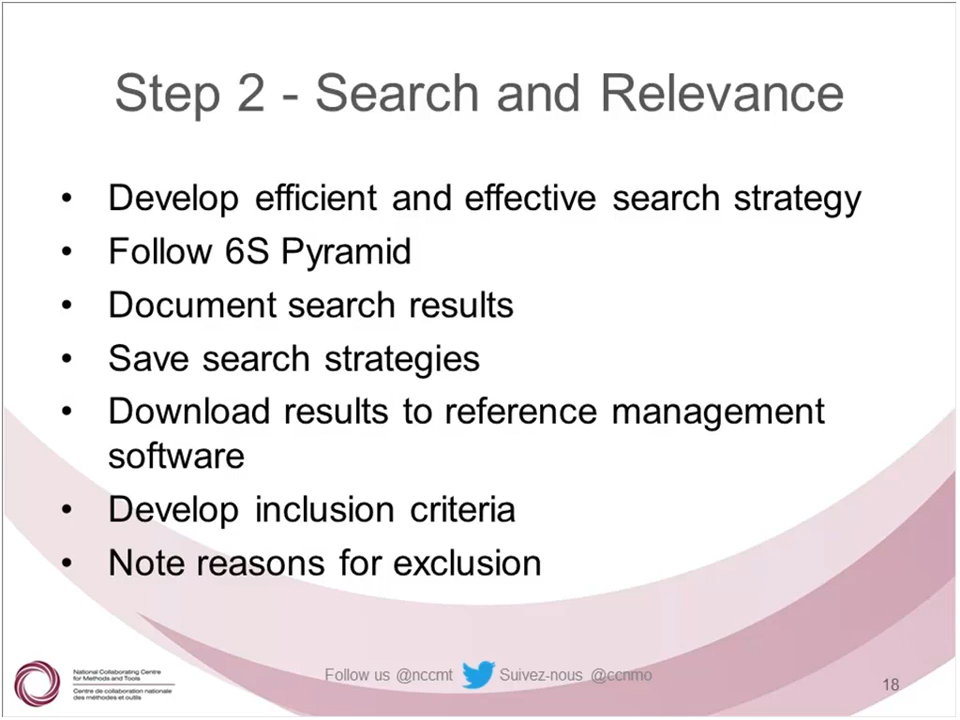 Step 2 - Search and Relevance
• Develop efficient and effective search strategy
• Follow 6S Pyramid
• Document search results
• Save search strategies
• Download results to reference management
software
• Develop inclusion criteria
• Note reasons for exclusion
National Collaborating Centre
for Methods and Tools
Centre de collaboration nationale
des méthodes et outils
Follow us @nccmt Suivez-nous @ccnmo
18